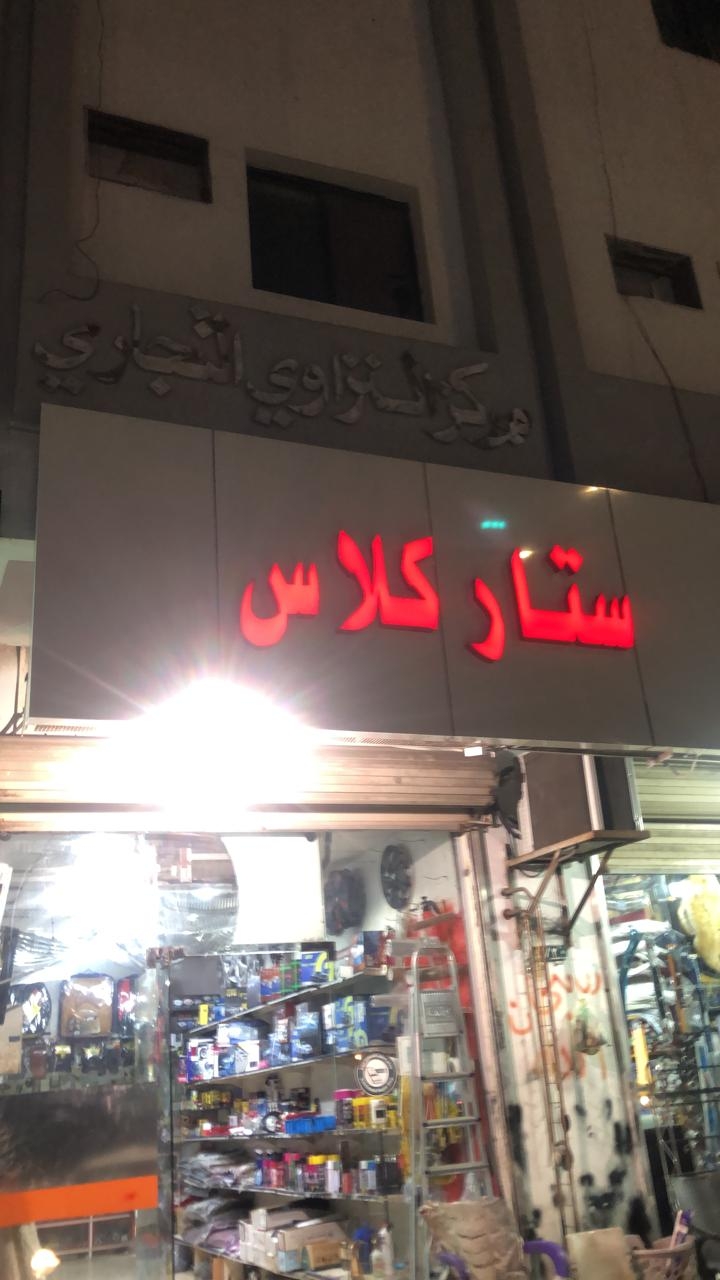 مركز النزاوي التجاري
ستار كلاس